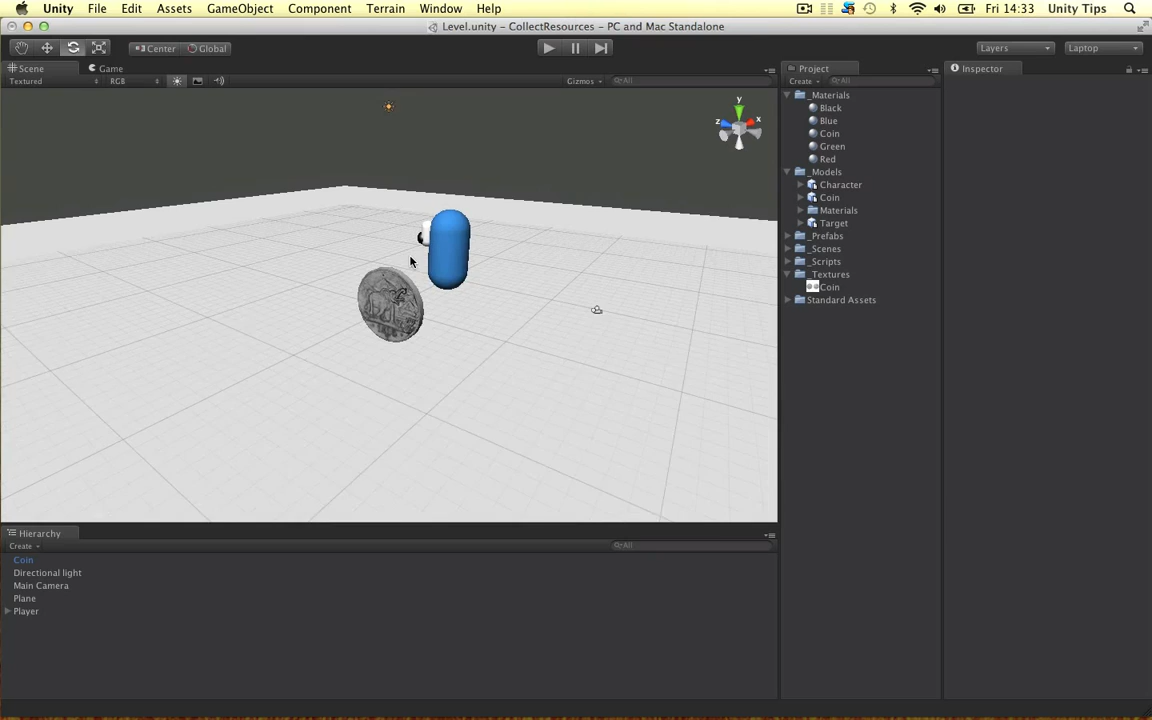 Unity File Edit Assets GameObject Component Terrain Window Help Fri 14:33 Unity Tips
Level.unity – CollectResources – PC and Mac Standalone
Center Global Layers Laptop
Scene Game Project Inspector
Textured RGB Gizmos All Create All
y
z x
_Materials
Black
Blue
Coin
Green
Red
_Models
Character
Coin
Materials
Target
_Prefabs
_Scenes
_Scripts
_Textures
Coin
Standard Assets
Hierarchy
Create All
Coin
Directional light
Main Camera
Plane
Player